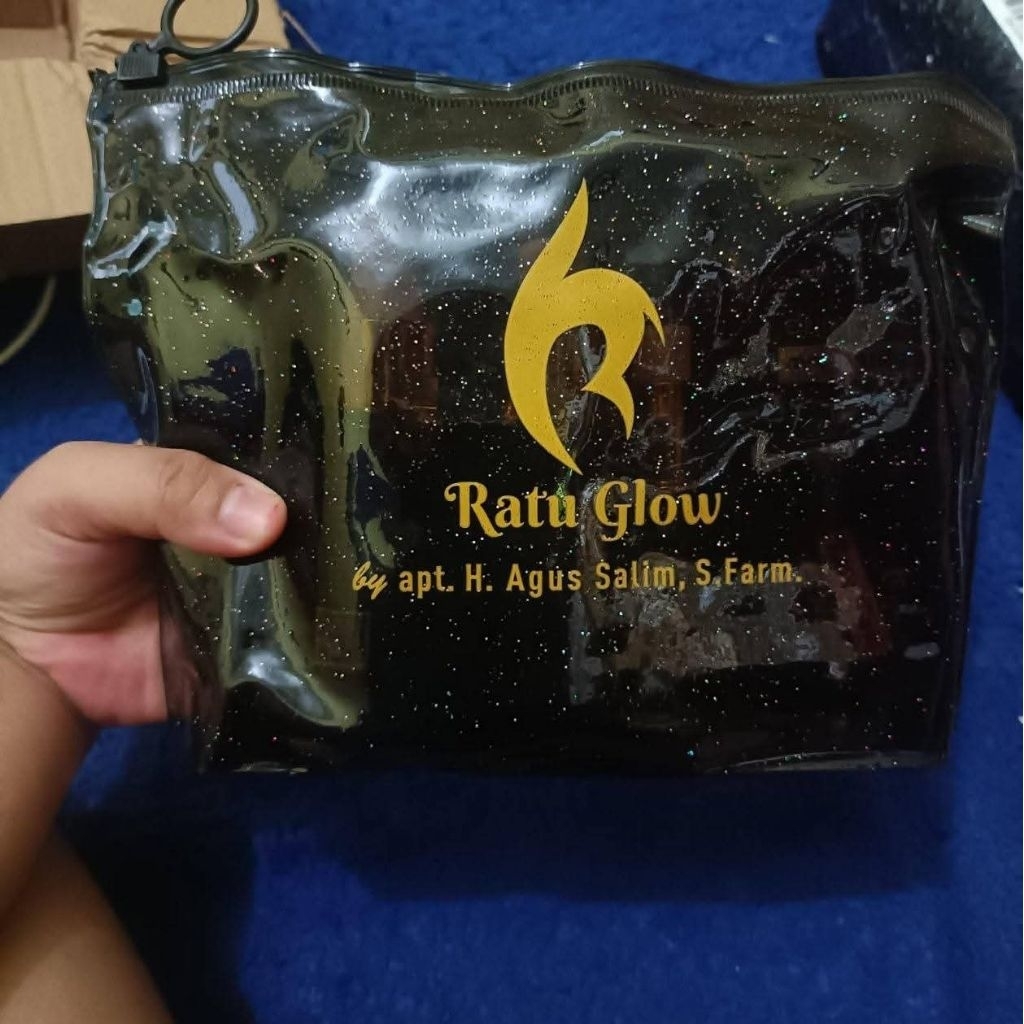 Ratu Glow
by apt. H. Agus Salim, S.Farm.